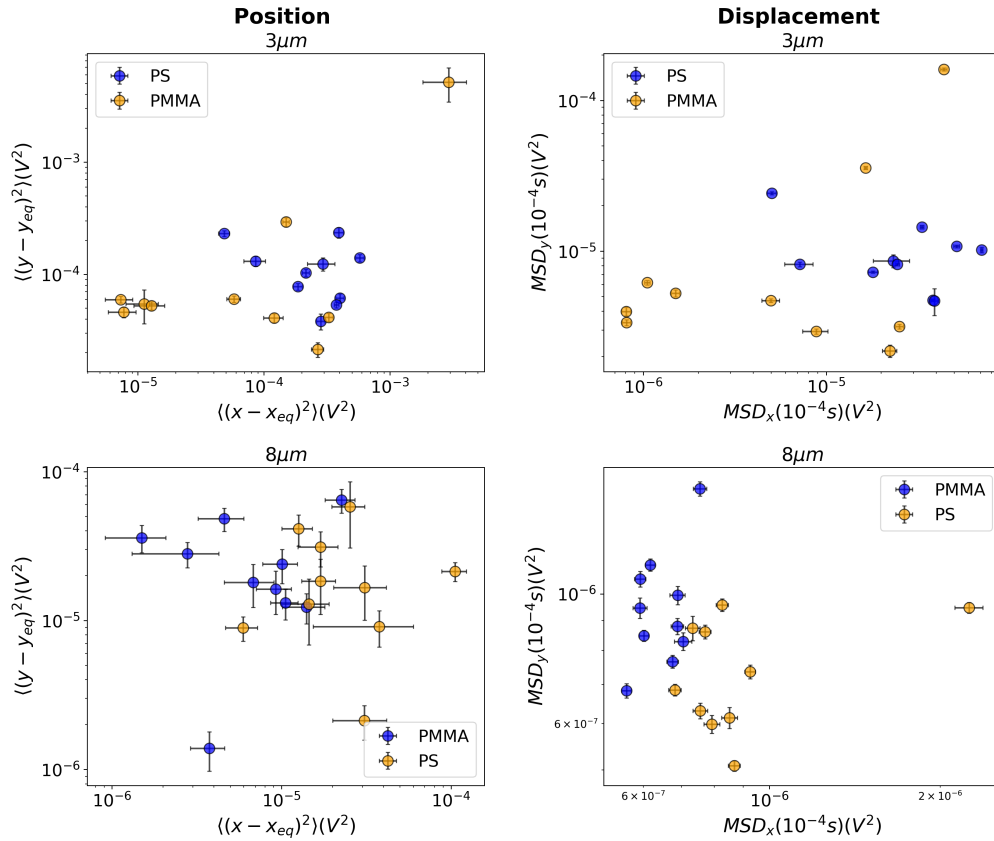 Position
3μm
PS
PMMA
10⁻³
10⁻⁴
⟨(y − y_eq)²⟩(V²)
10⁻⁵
10⁻⁴
10⁻³
⟨(x − x_eq)²⟩(V²)
Displacement
3μm
PS
PMMA
10⁻⁴
10⁻⁵
MSD_y(10⁻⁴s)(V²)
10⁻⁶
10⁻⁵
MSD_x(10⁻⁴s)(V²)
8μm
10⁻⁴
10⁻⁵
10⁻⁶
⟨(y − y_eq)²⟩(V²)
PMMA
PS
10⁻⁶
10⁻⁵
10⁻⁴
⟨(x − x_eq)²⟩(V²)
8μm
PMMA
PS
10⁻⁶
6 × 10⁻⁷
MSD_y(10⁻⁴s)(V²)
6 × 10⁻⁷
10⁻⁶
2 × 10⁻⁶
MSD_x(10⁻⁴s)(V²)